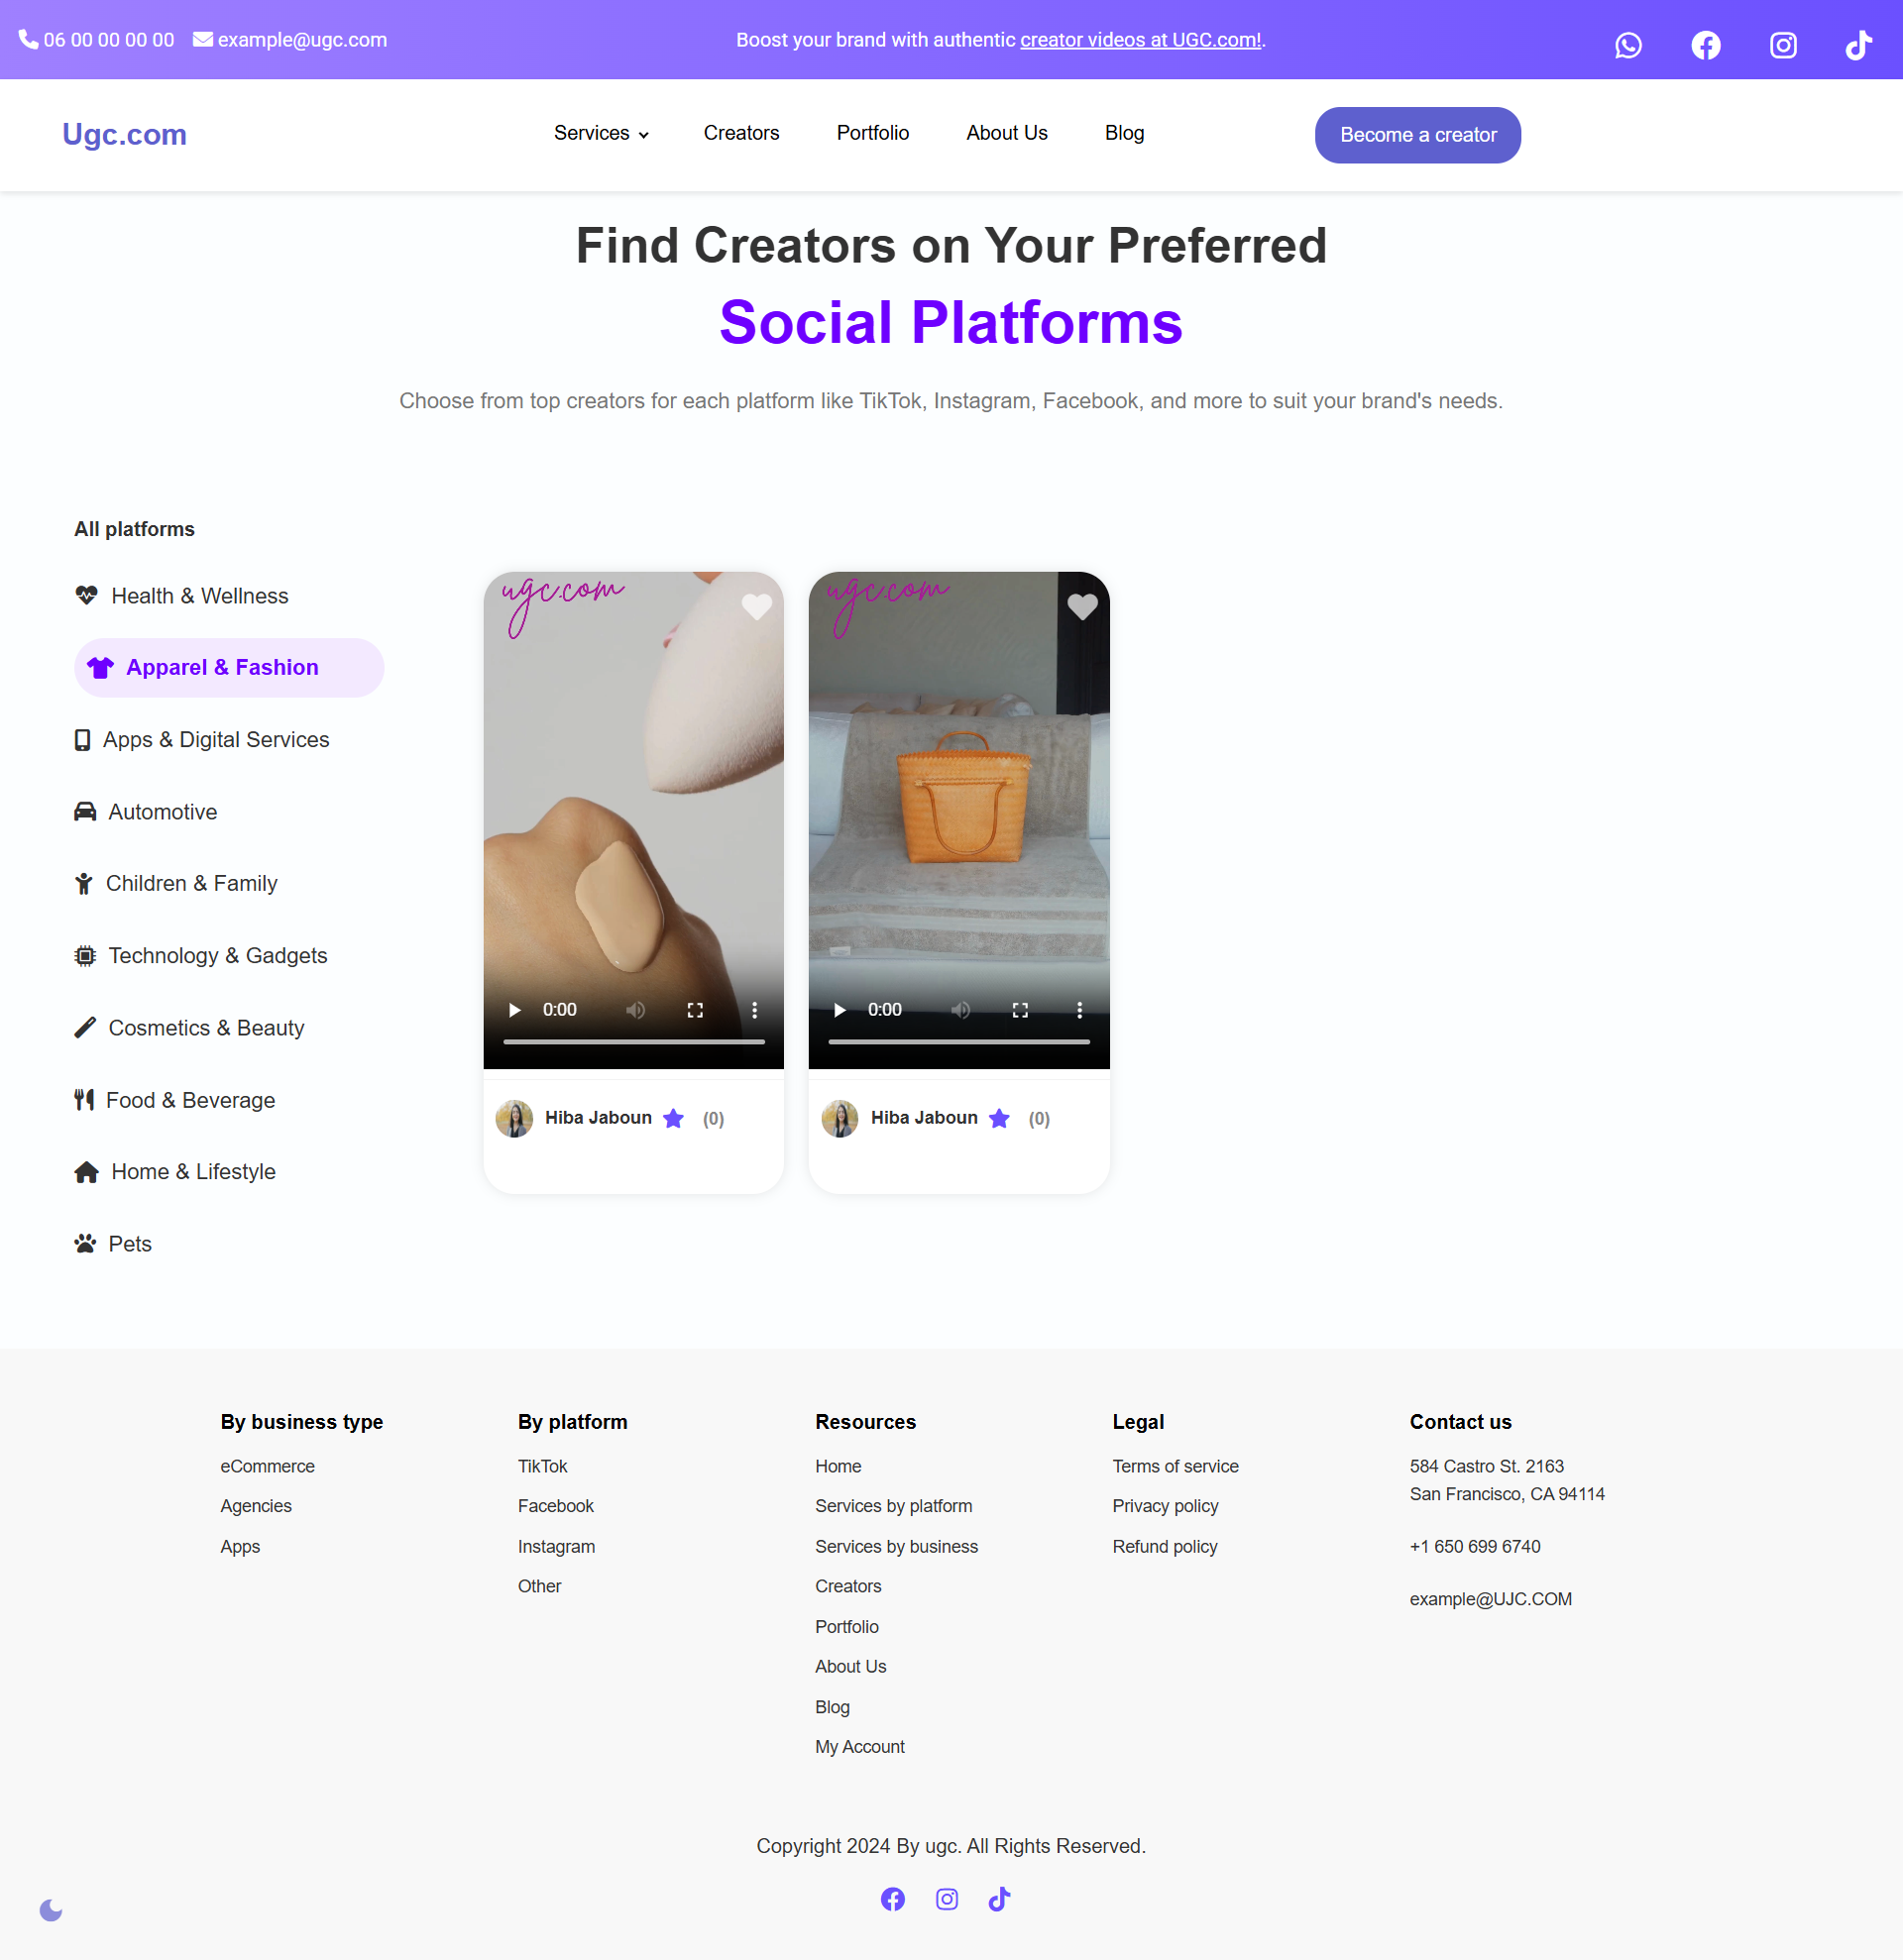 06 00 00 00 00 example@ugc.com Boost your brand with authentic creator videos at UGC.com!.
Ugc.com Services Creators Portfolio About Us Blog Become a creator
Find Creators on Your Preferred
Social Platforms
Choose from top creators for each platform like TikTok, Instagram, Facebook, and more to suit your brand's needs.
All platforms
Health & Wellness
Apparel & Fashion
Apps & Digital Services
Automotive
Children & Family
Technology & Gadgets
Cosmetics & Beauty
Food & Beverage
Home & Lifestyle
Pets
ugc.com
0:00
Hiba Jaboun (0)
ugc.com
0:00
Hiba Jaboun (0)
By business type
eCommerce
Agencies
Apps
By platform
TikTok
Facebook
Instagram
Other
Resources
Home
Services by platform
Services by business
Creators
Portfolio
About Us
Blog
My Account
Legal
Terms of service
Privacy policy
Refund policy
Contact us
584 Castro St. 2163
San Francisco, CA 94114
+1 650 699 6740
example@UJC.COM
Copyright 2024 By ugc. All Rights Reserved.